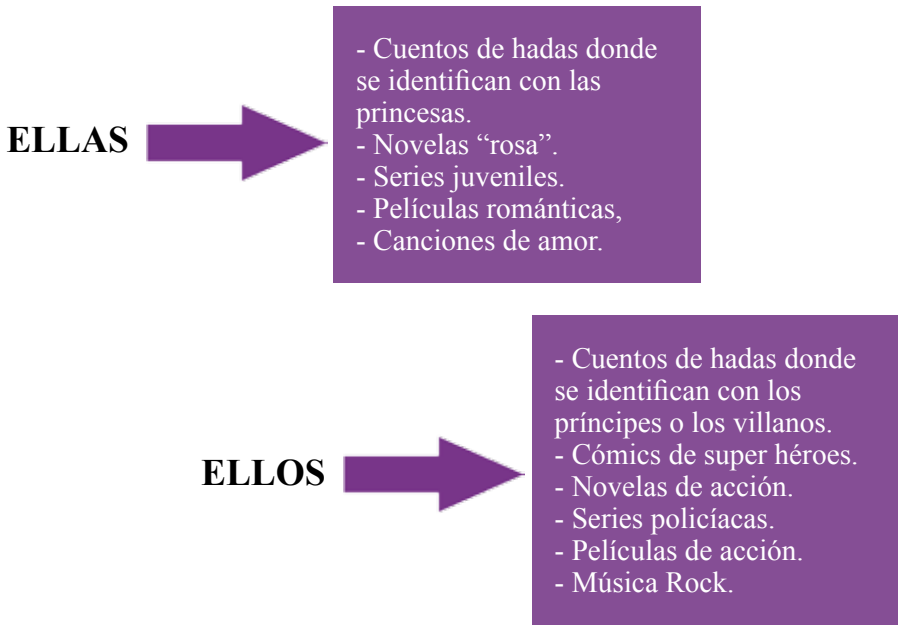 ELLAS
- Cuentos de hadas donde
se identifican con las
princesas.
- Novelas “rosa”.
- Series juveniles.
- Películas románticas,
- Canciones de amor.
ELLOS
- Cuentos de hadas donde
se identifican con los
príncipes o los villanos.
- Cómics de super héroes.
- Novelas de acción.
- Series policíacas.
- Películas de acción.
- Música Rock.